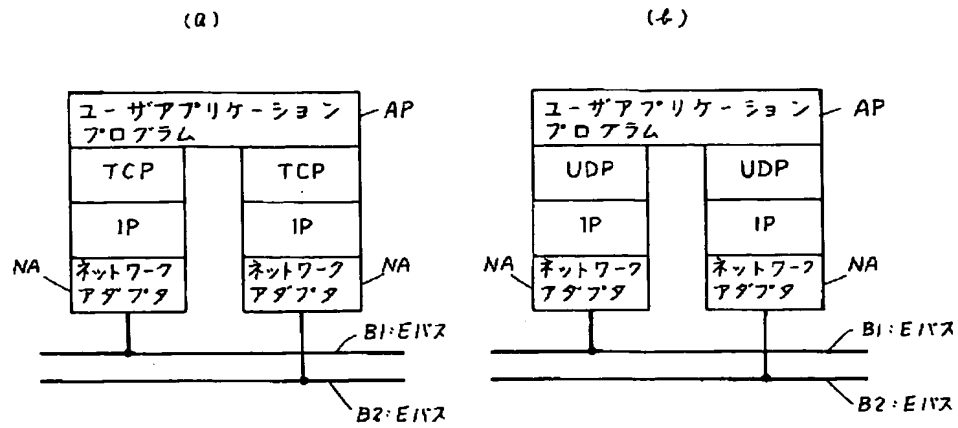 (a)
(b)
ユーザアプリケーション
プログラム
AP
TCP
TCP
IP
IP
NA
ネットワーク
アダプタ
ネットワーク
アダプタ
NA
B1:Eバス
B2:Eバス
ユーザアプリケーション
プログラム
AP
UDP
UDP
IP
IP
NA
ネットワーク
アダプタ
ネットワーク
アダプタ
NA
B1:Eバス
B2:Eバス